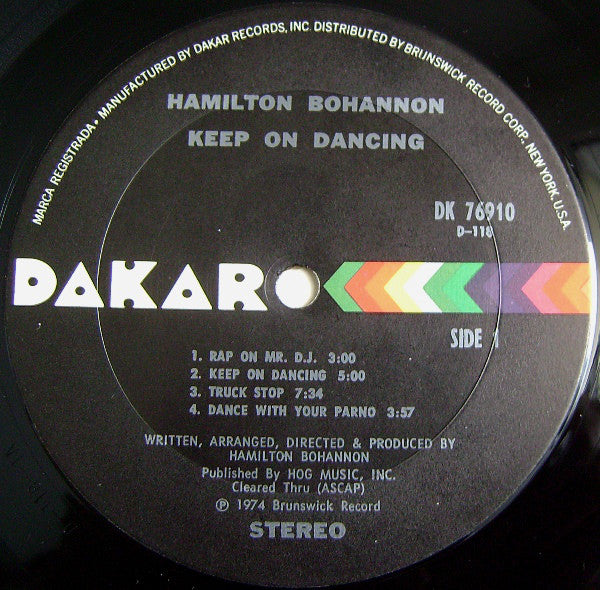 MARCA REGISTRADA • MANUFACTURED BY DAKAR RECORDS, INC. DISTRIBUTED BY BRUNSWICK RECORD CORP., NEW YORK, U.S.A
HAMILTON BOHANNON
KEEP ON DANCING
DK 76910
D-118
DAKAR
SIDE 1
1. RAP ON MR. D.J. 3:00
2. KEEP ON DANCING 5:00
3. TRUCK STOP 7:34
4. DANCE WITH YOUR PARNO 3:57
WRITTEN, ARRANGED, DIRECTED & PRODUCED BY
HAMILTON BOHANNON
Published By HOG MUSIC, INC.
Cleared Thru (ASCAP)
℗ 1974 Brunswick Record
STEREO